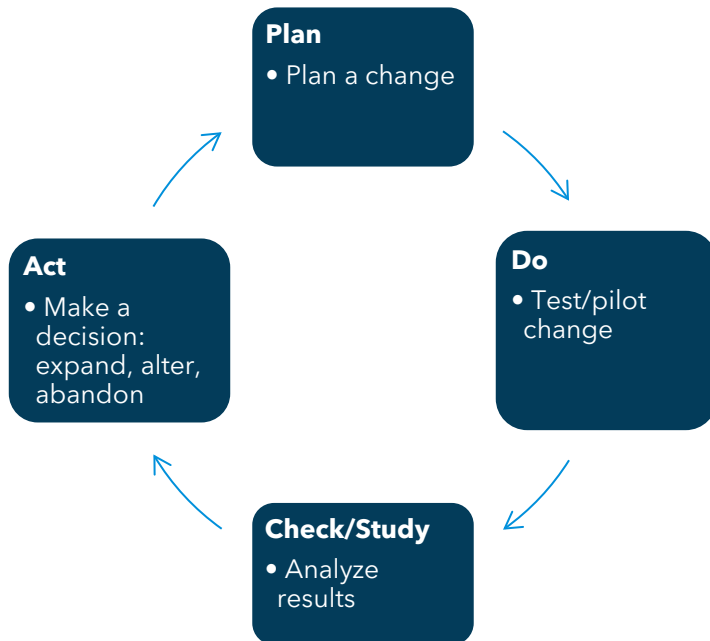 Plan
• Plan a change
Do
• Test/pilot
change
Check/Study
• Analyze
results
Act
• Make a
decision:
expand, alter,
abandon